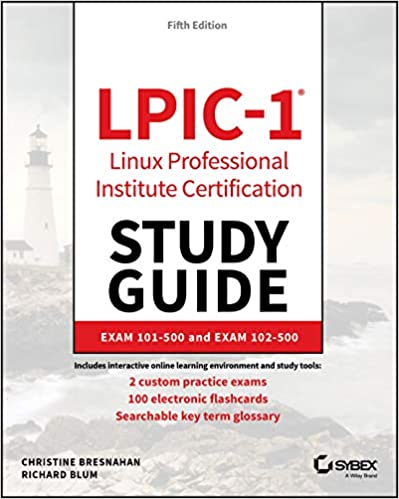 Fifth Edition
LPIC-1®
Linux Professional
Institute Certification
STUDY
GUIDE
EXAM 101-500 and EXAM 102-500
Includes interactive online learning environment and study tools:
2 custom practice exams
100 electronic flashcards
Searchable key term glossary
CHRISTINE BRESNAHAN
RICHARD BLUM
SYBEX
A Wiley Brand